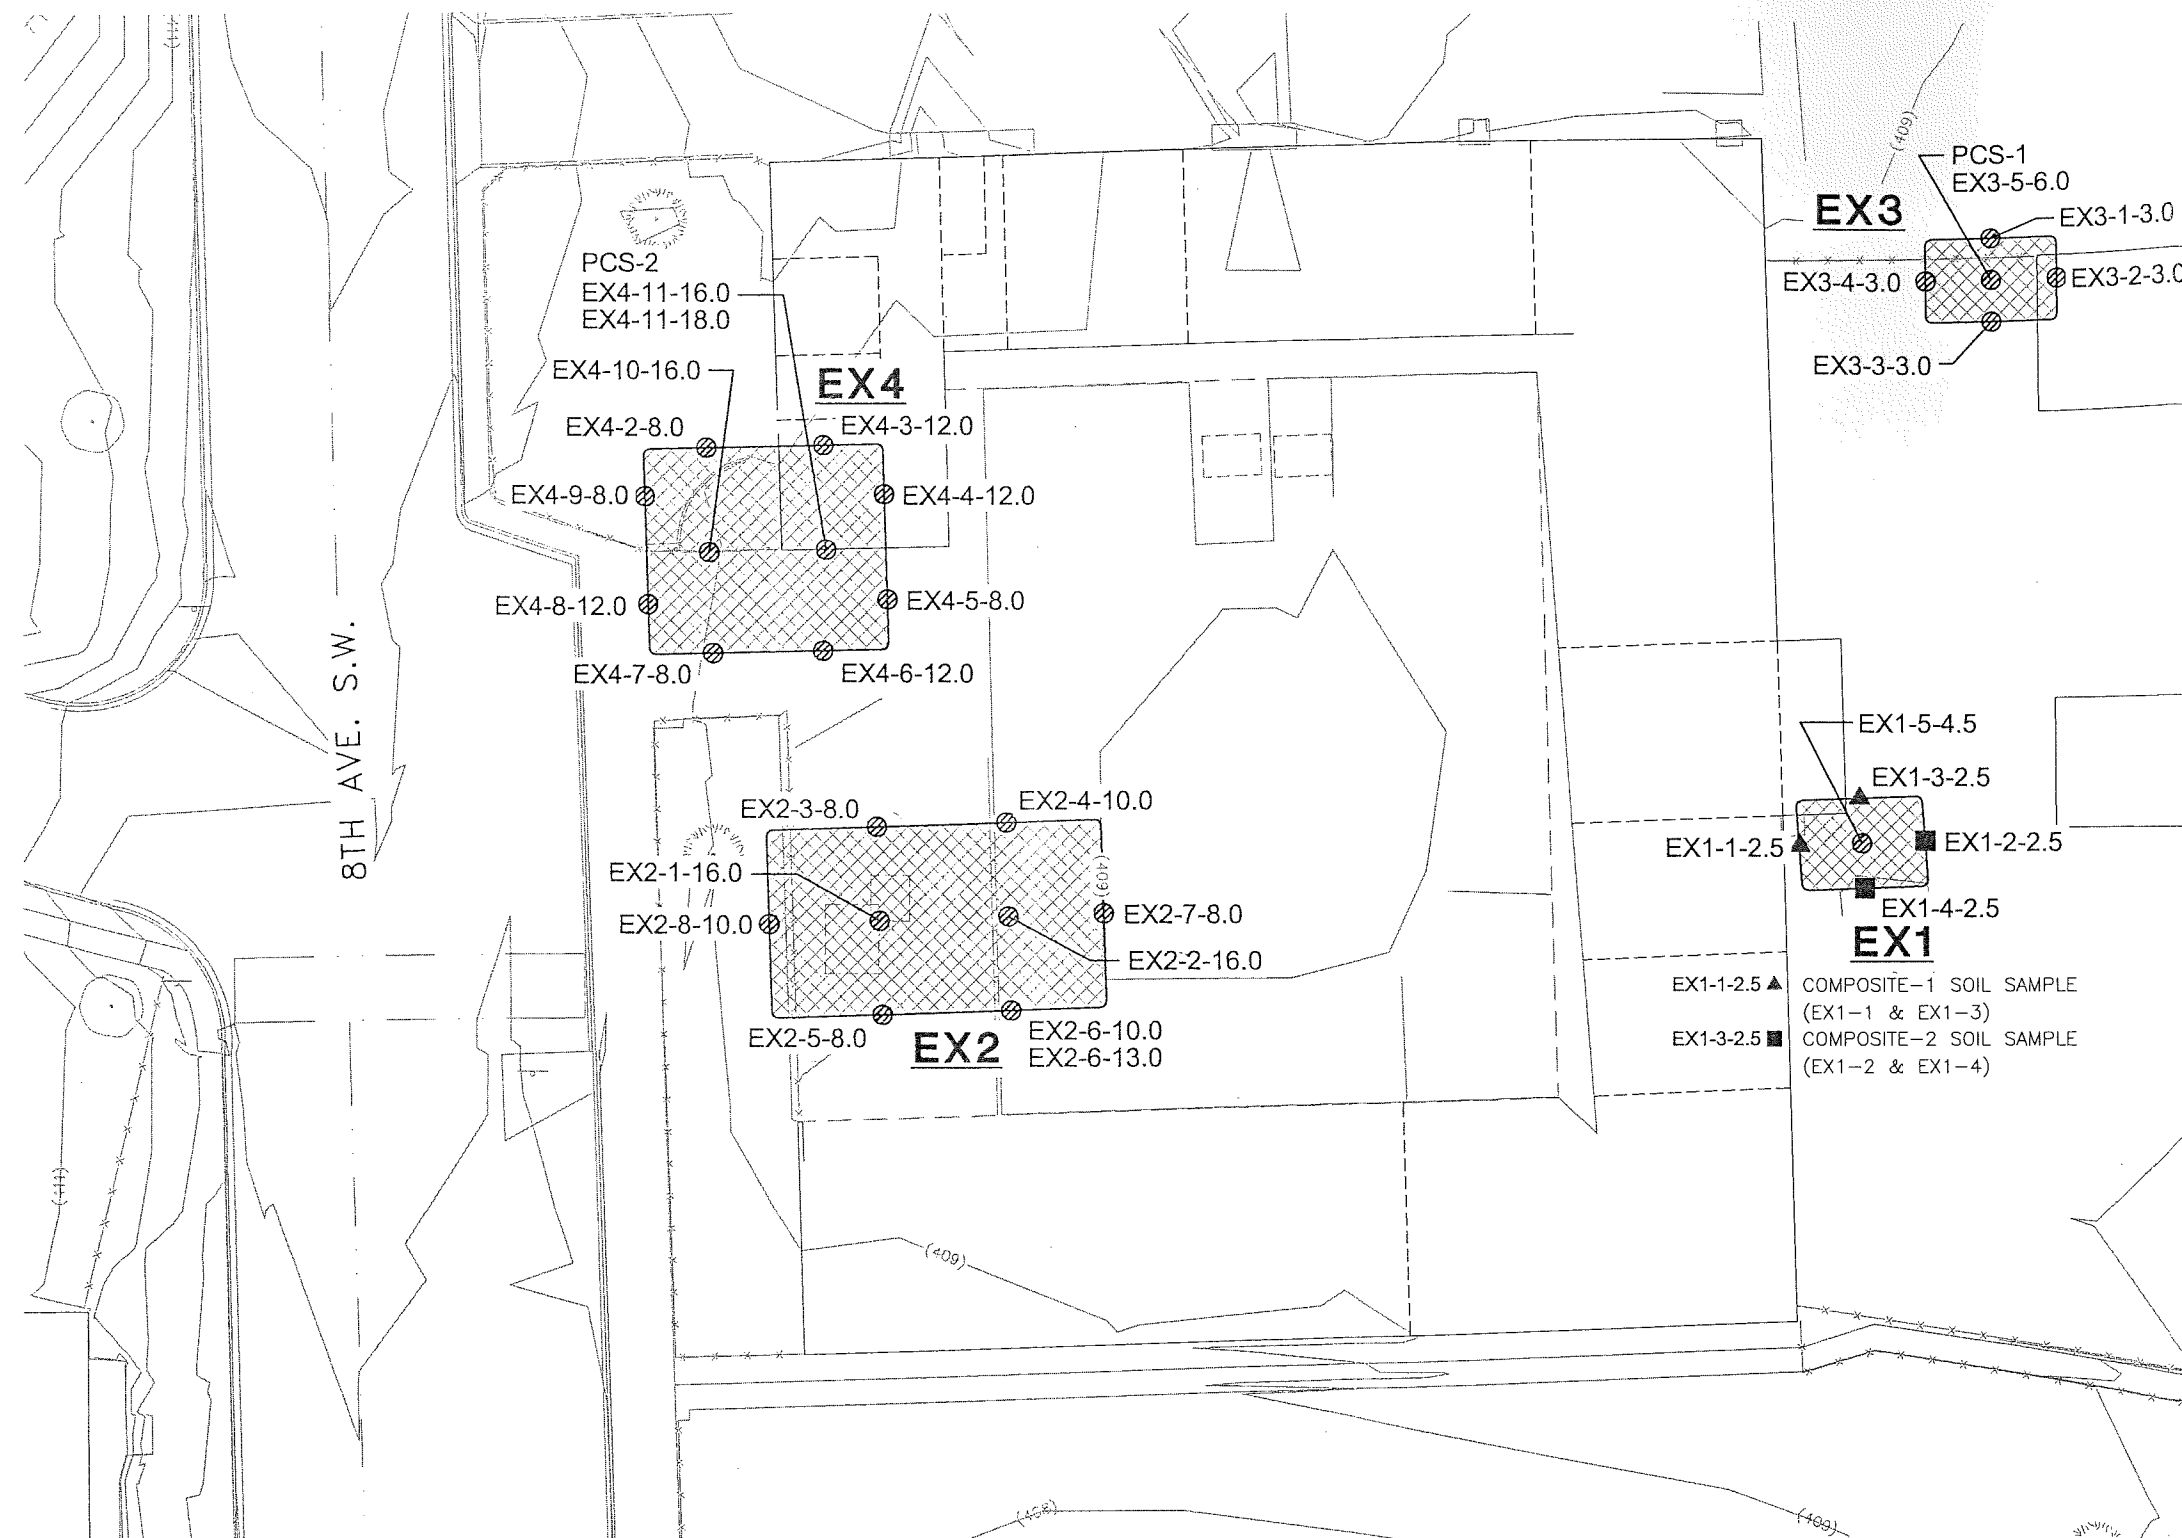 (409)
PCS-1
EX3-5-6.0
EX3
EX3-1-3.0
EX3-4-3.0
EX3-2-3.0
EX3-3-3.0
PCS-2
EX4-11-16.0
EX4-11-18.0
EX4-10-16.0
EX4
EX4-2-8.0
EX4-3-12.0
EX4-9-8.0
EX4-4-12.0
EX4-8-12.0
EX4-5-8.0
EX4-7-8.0
EX4-6-12.0
8TH AVE. S.W.
EX1-5-4.5
EX1-3-2.5
EX1-1-2.5
EX1-2-2.5
EX1-4-2.5
EX1
EX2-3-8.0
EX2-4-10.0
EX2-1-16.0
(409)
EX2-8-10.0
EX2-7-8.0
EX2-2-16.0
EX2-5-8.0
EX2
EX2-6-10.0
EX2-6-13.0
EX1-1-2.5 ▲ COMPOSITE-1 SOIL SAMPLE
(EX1-1 & EX1-3)
EX1-3-2.5 ■ COMPOSITE-2 SOIL SAMPLE
(EX1-2 & EX1-4)
(411)
(409)
(409)